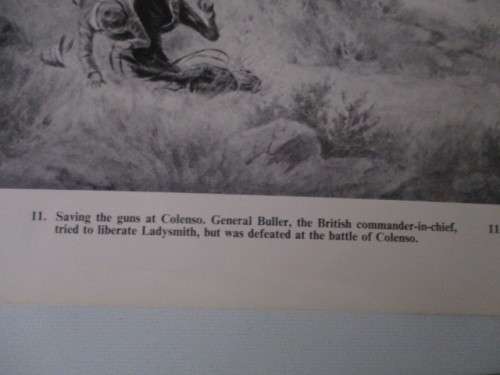 11. Saving the guns at Colenso. General Buller, the British commander-in-chief,
tried to liberate Ladysmith, but was defeated at the battle of Colenso.
11